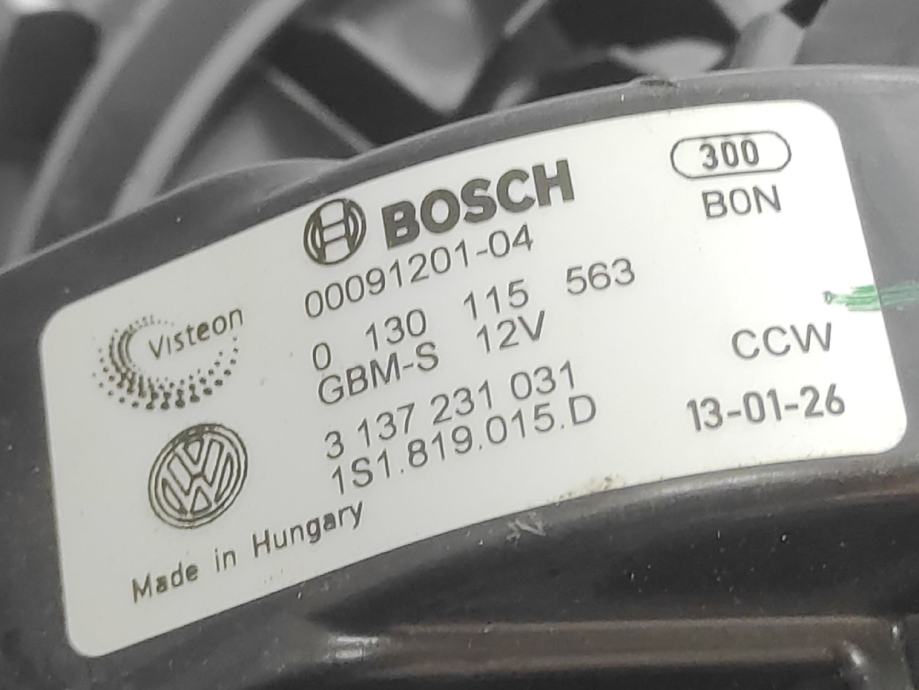 BOSCH
00091201-04
300
BON
Visteon
0 130 115 563
GBM-S 12V
CCW
3 137 231 031
1S1.819.015.D
13-01-26
Made in Hungary